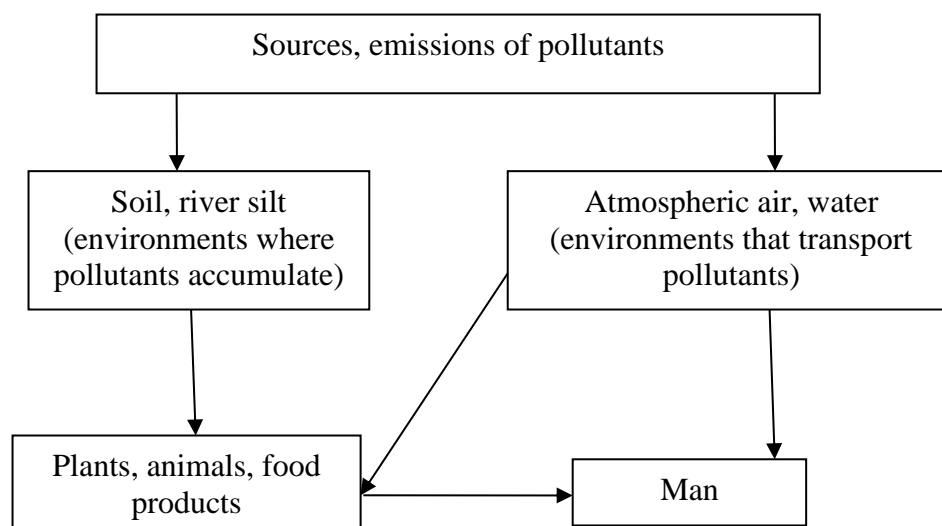 Sources, emissions of pollutants
Soil, river silt
(environments where
pollutants accumulate)
Atmospheric air, water
(environments that transport
pollutants)
Plants, animals, food
products
Man